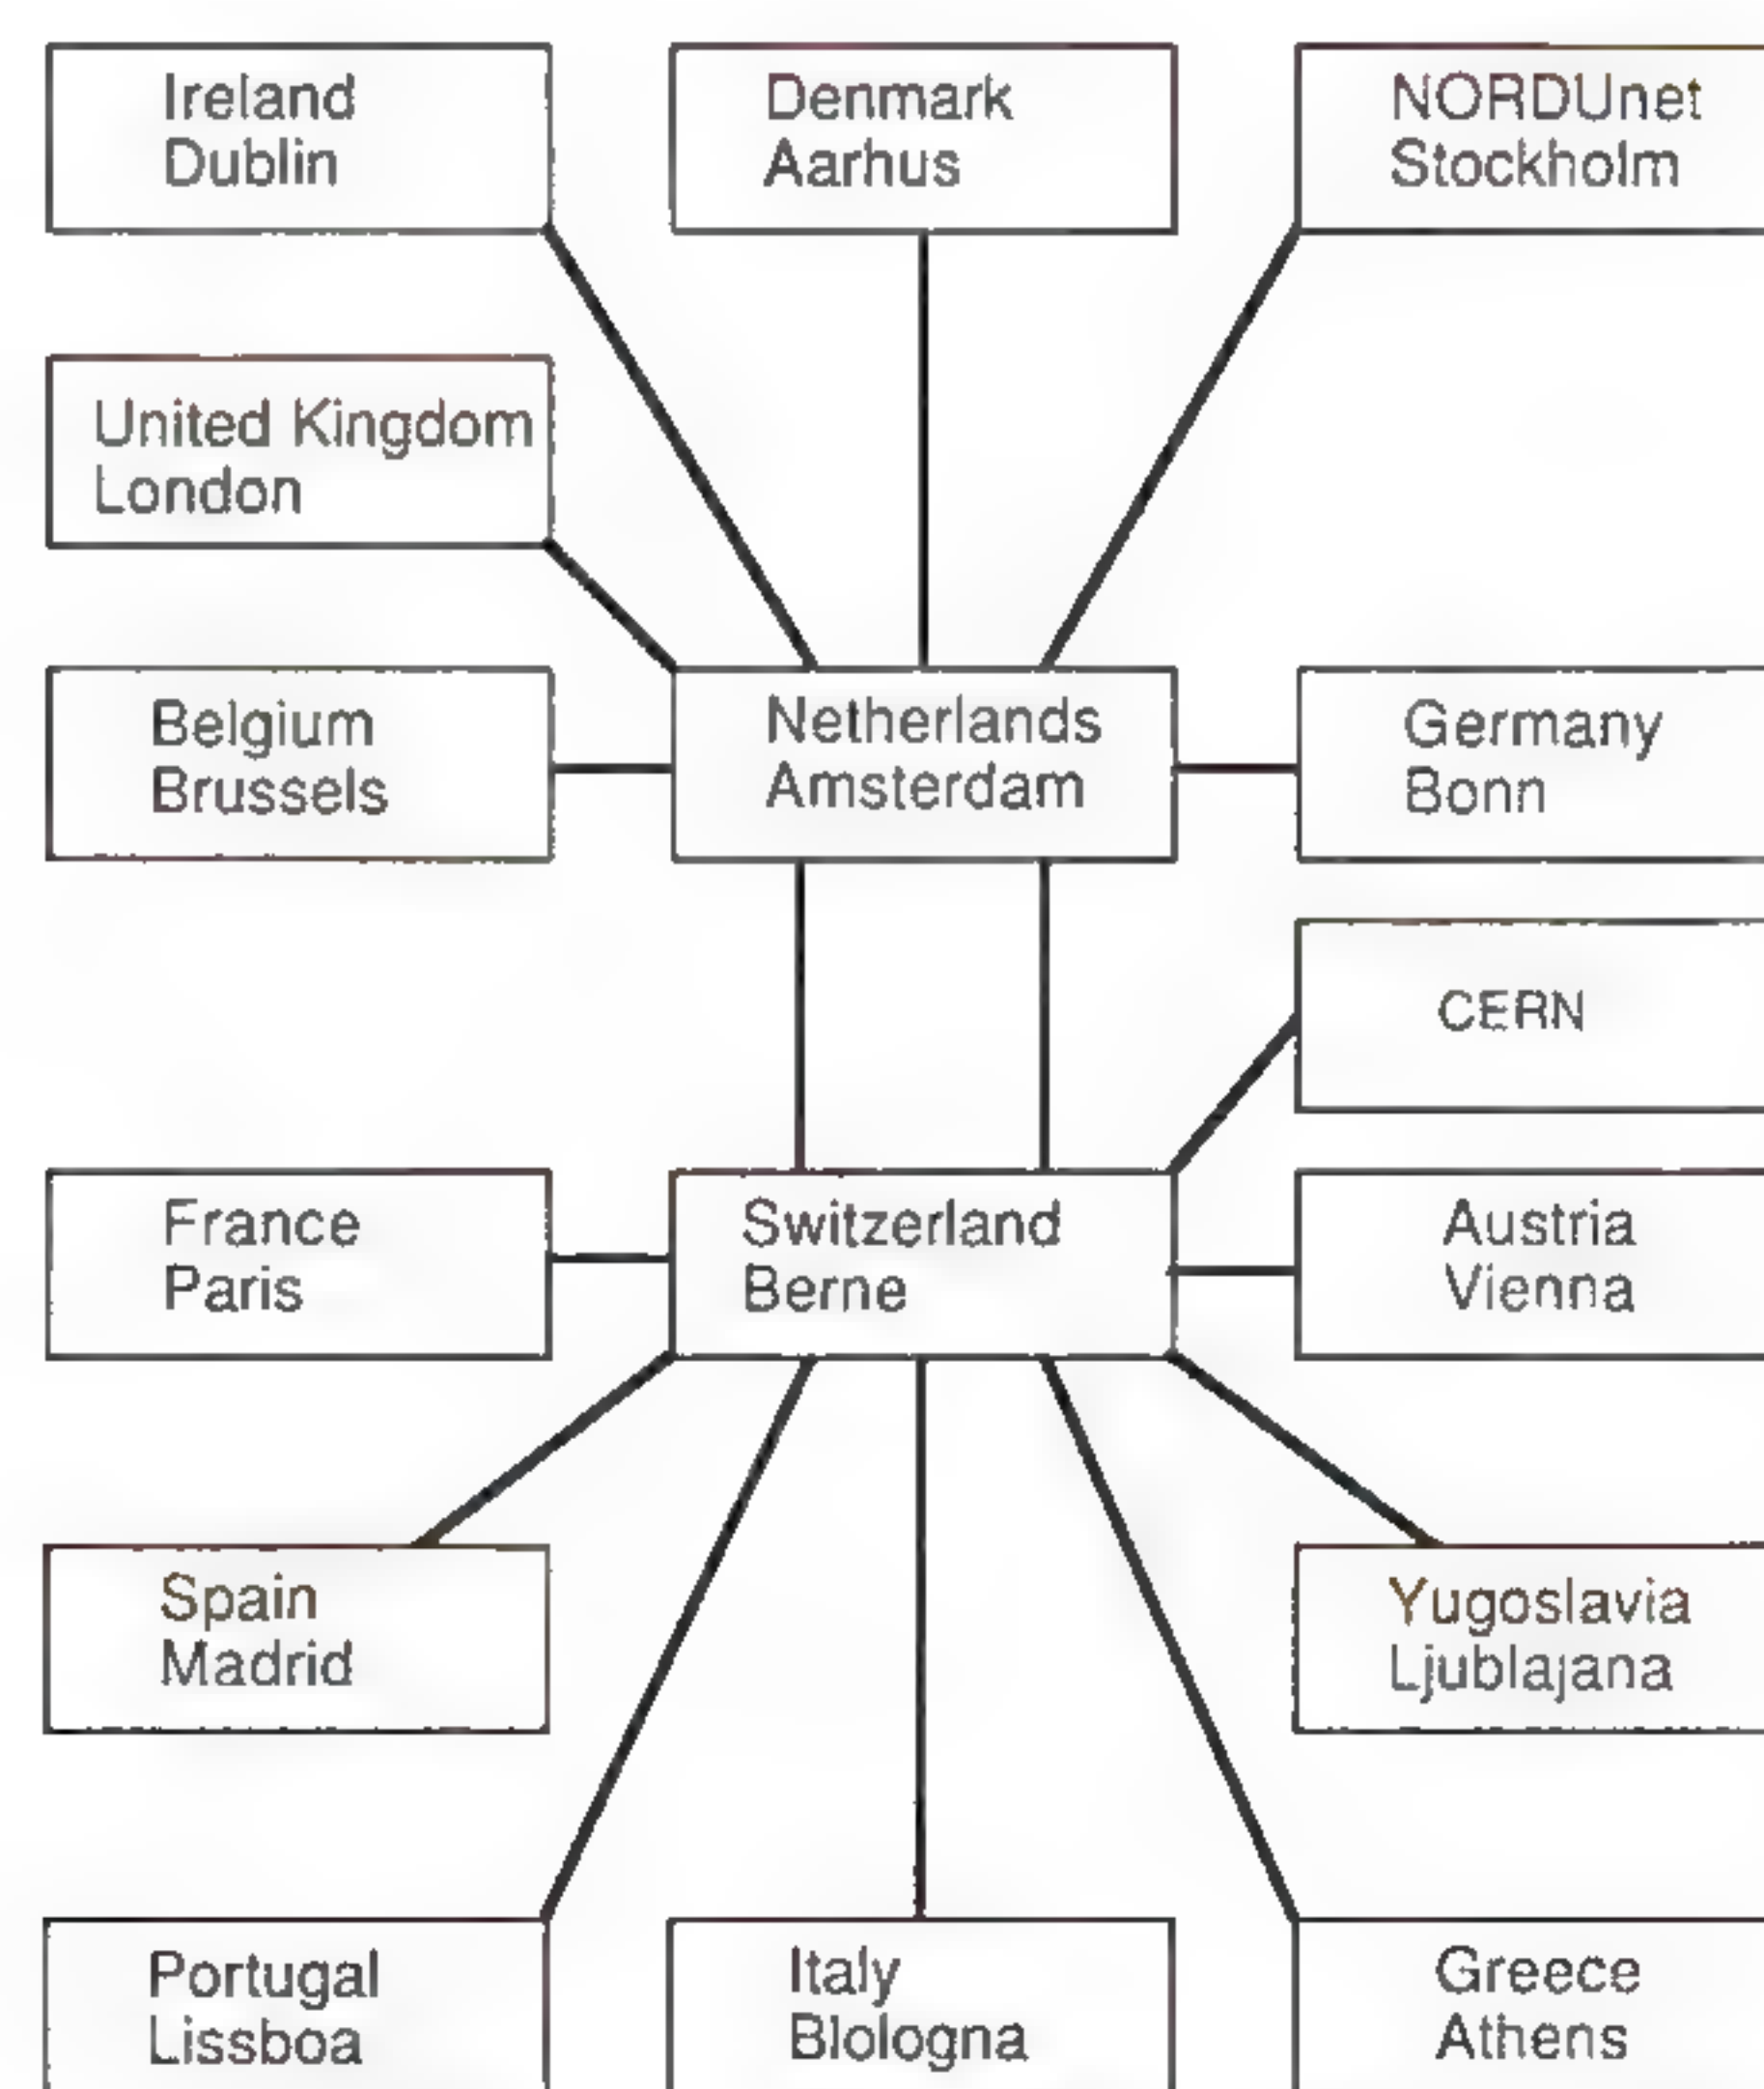 Ireland
Dublin
Denmark
Aarhus
NORDUnet
Stockholm
United Kingdom
London
Belgium
Brussels
Netherlands
Amsterdam
Germany
Bonn
CERN
France
Paris
Switzerland
Berne
Austria
Vienna
Spain
Madrid
Yugoslavia
Ljublajana
Portugal
Lissboa
Italy
Blologna
Greece
Athens